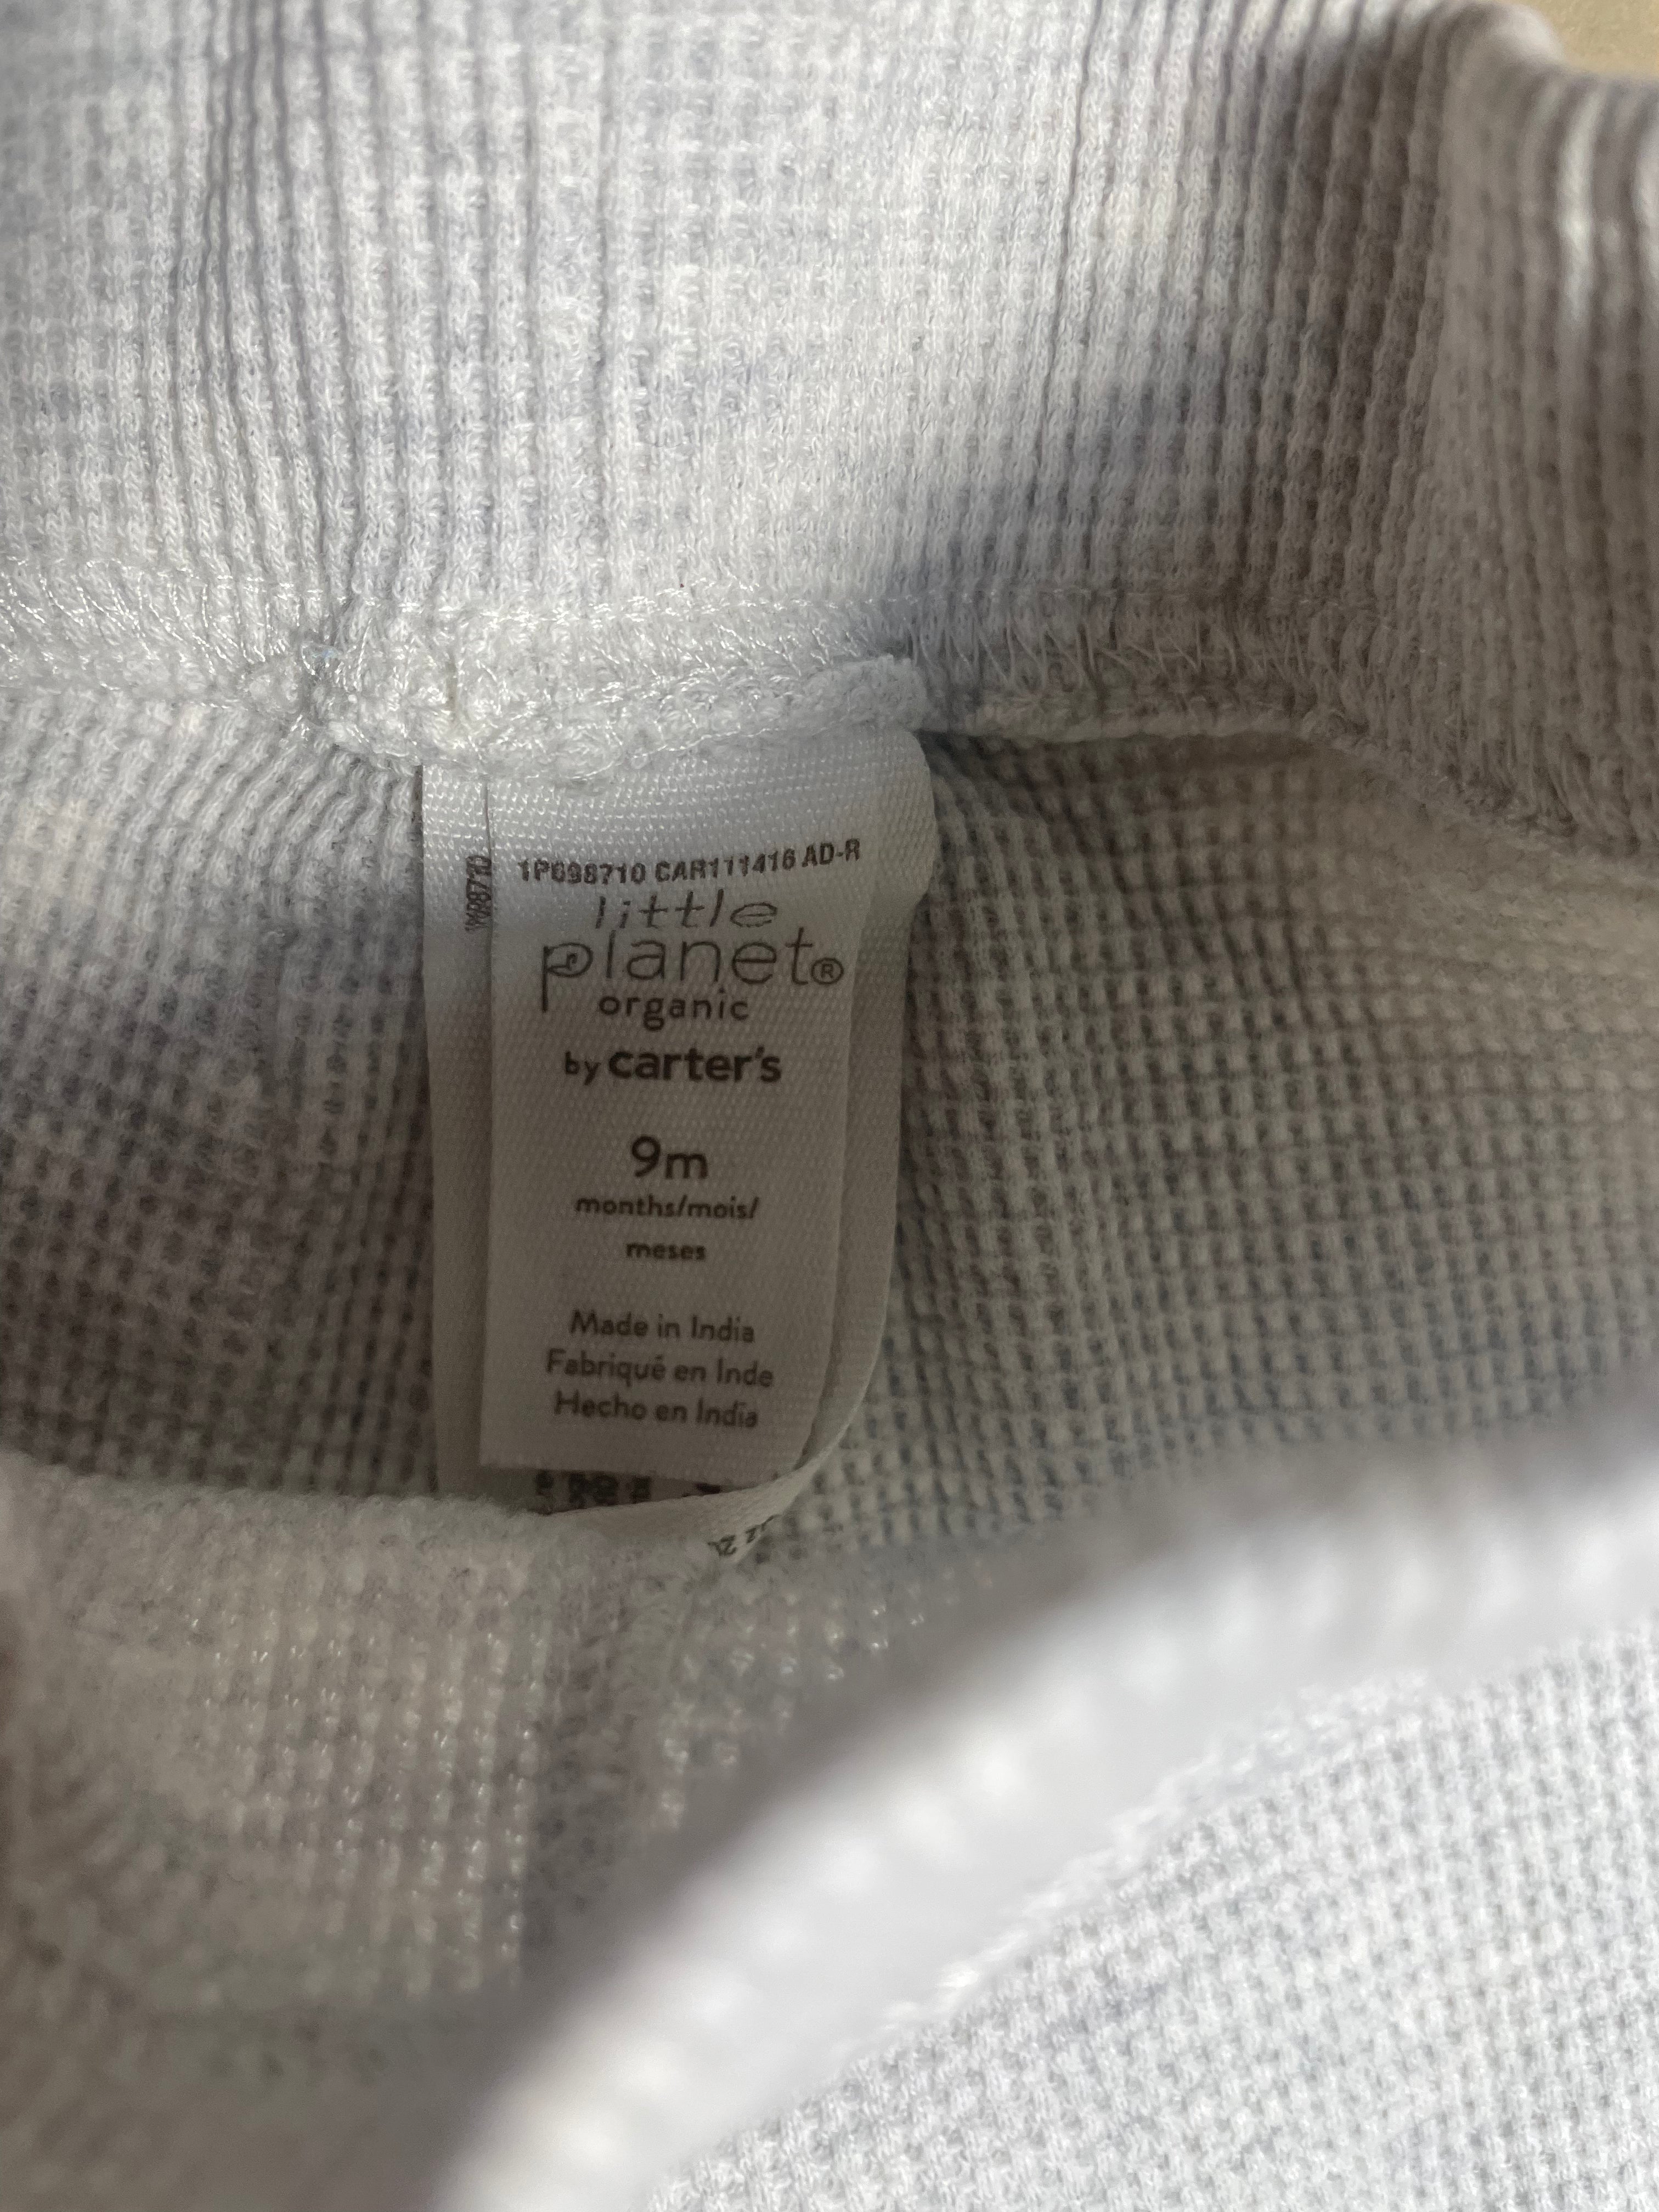 1P698710 CAR111416 AD-R
little
planet®
organic
by carter's
9m
months/mois/
meses
Made in India
Fabriqué en Inde
Hecho en India